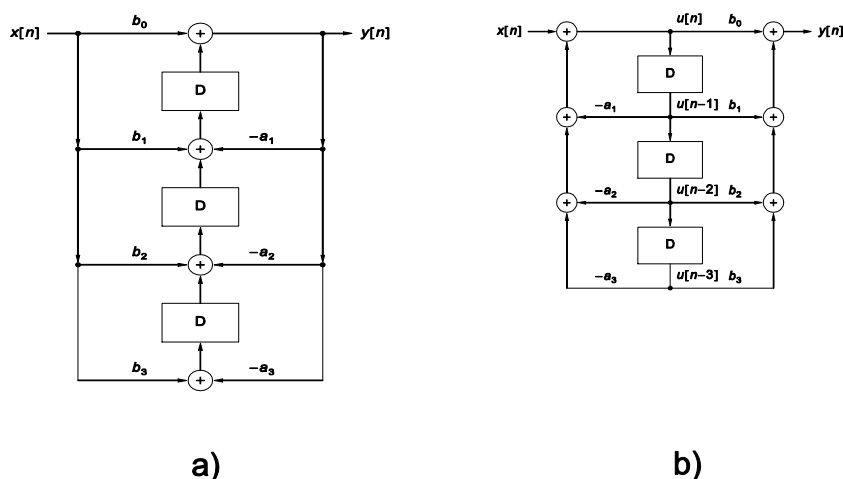 x[n] b₀ + y[n]
D
b₁ + −a₁
D
b₂ + −a₂
D
b₃ + −a₃
a)
x[n] + u[n] b₀ + y[n]
D
+ −a₁ u[n−1] b₁ +
D
+ −a₂ u[n−2] b₂ +
D
−a₃ u[n−3] b₃
b)